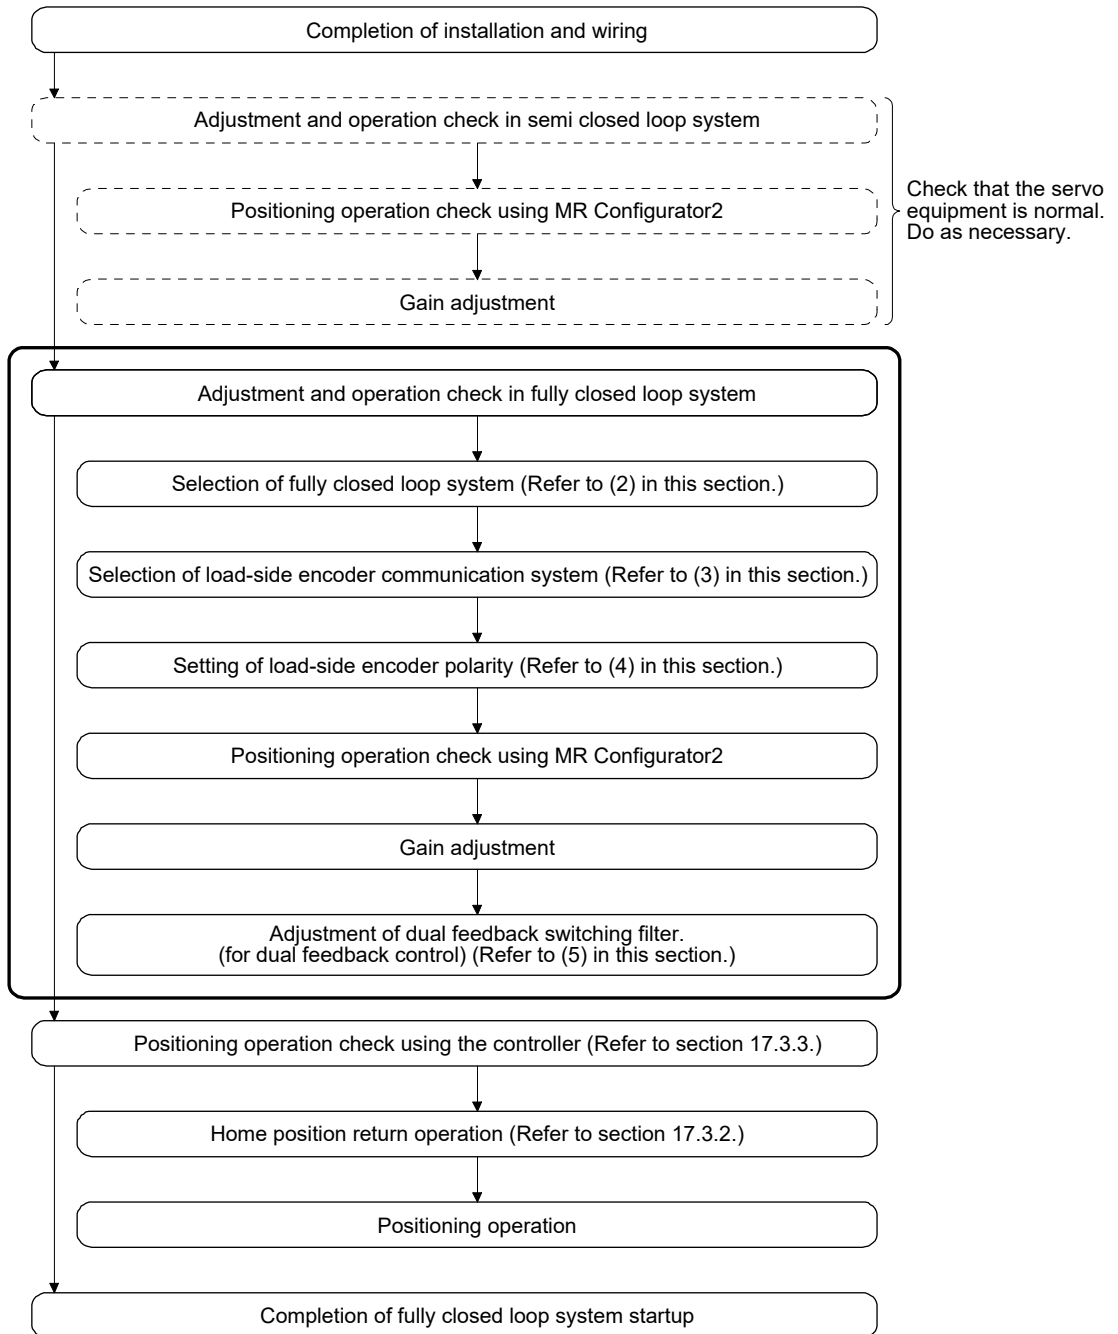 Completion of installation and wiring
Adjustment and operation check in semi closed loop system
Positioning operation check using MR Configurator2
Gain adjustment
Check that the servo
equipment is normal.
Do as necessary.
Adjustment and operation check in fully closed loop system
Selection of fully closed loop system (Refer to (2) in this section.)
Selection of load-side encoder communication system (Refer to (3) in this section.)
Setting of load-side encoder polarity (Refer to (4) in this section.)
Positioning operation check using MR Configurator2
Gain adjustment
Adjustment of dual feedback switching filter.
(for dual feedback control) (Refer to (5) in this section.)
Positioning operation check using the controller (Refer to section 17.3.3.)
Home position return operation (Refer to section 17.3.2.)
Positioning operation
Completion of fully closed loop system startup